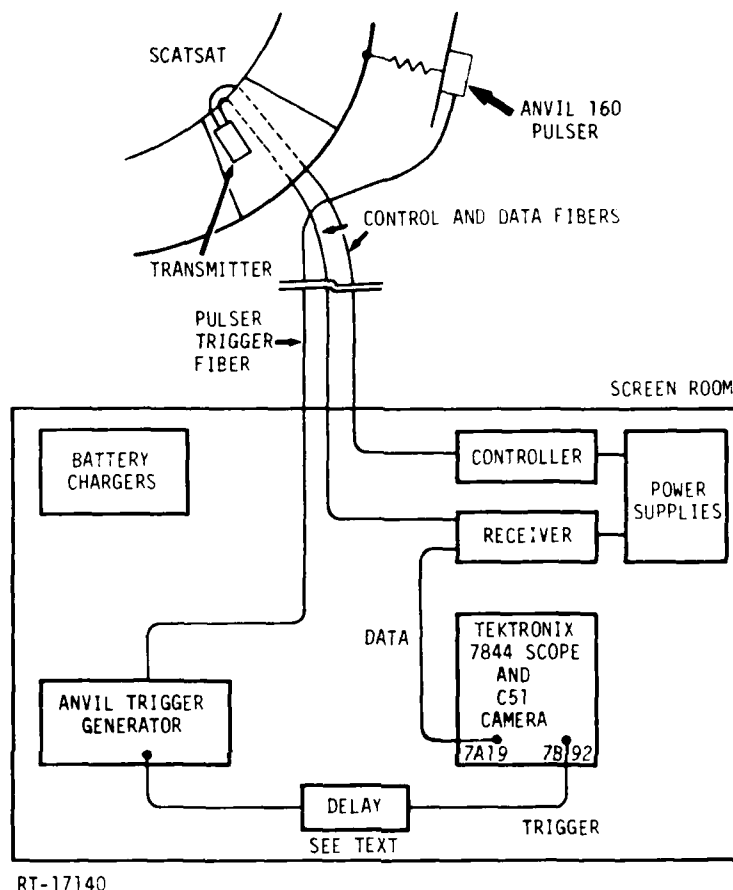 SCATSAT
ANVIL 160
PULSER
CONTROL AND DATA FIBERS
TRANSMITTER
PULSER
TRIGGER
FIBER
SCREEN ROOM
BATTERY
CHARGERS
CONTROLLER
POWER
SUPPLIES
RECEIVER
DATA
TEKTRONIX
7844 SCOPE
AND
C51
CAMERA
7A19 7B92
ANVIL TRIGGER
GENERATOR
DELAY
SEE TEXT
TRIGGER
RT-17140